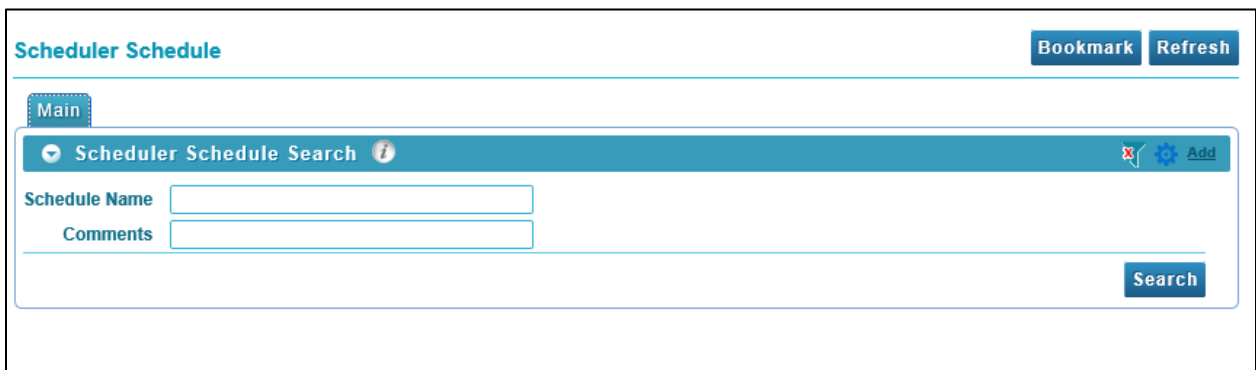 Scheduler Schedule
Bookmark Refresh
Main
Scheduler Schedule Search i
Add
Schedule Name
Comments
Search